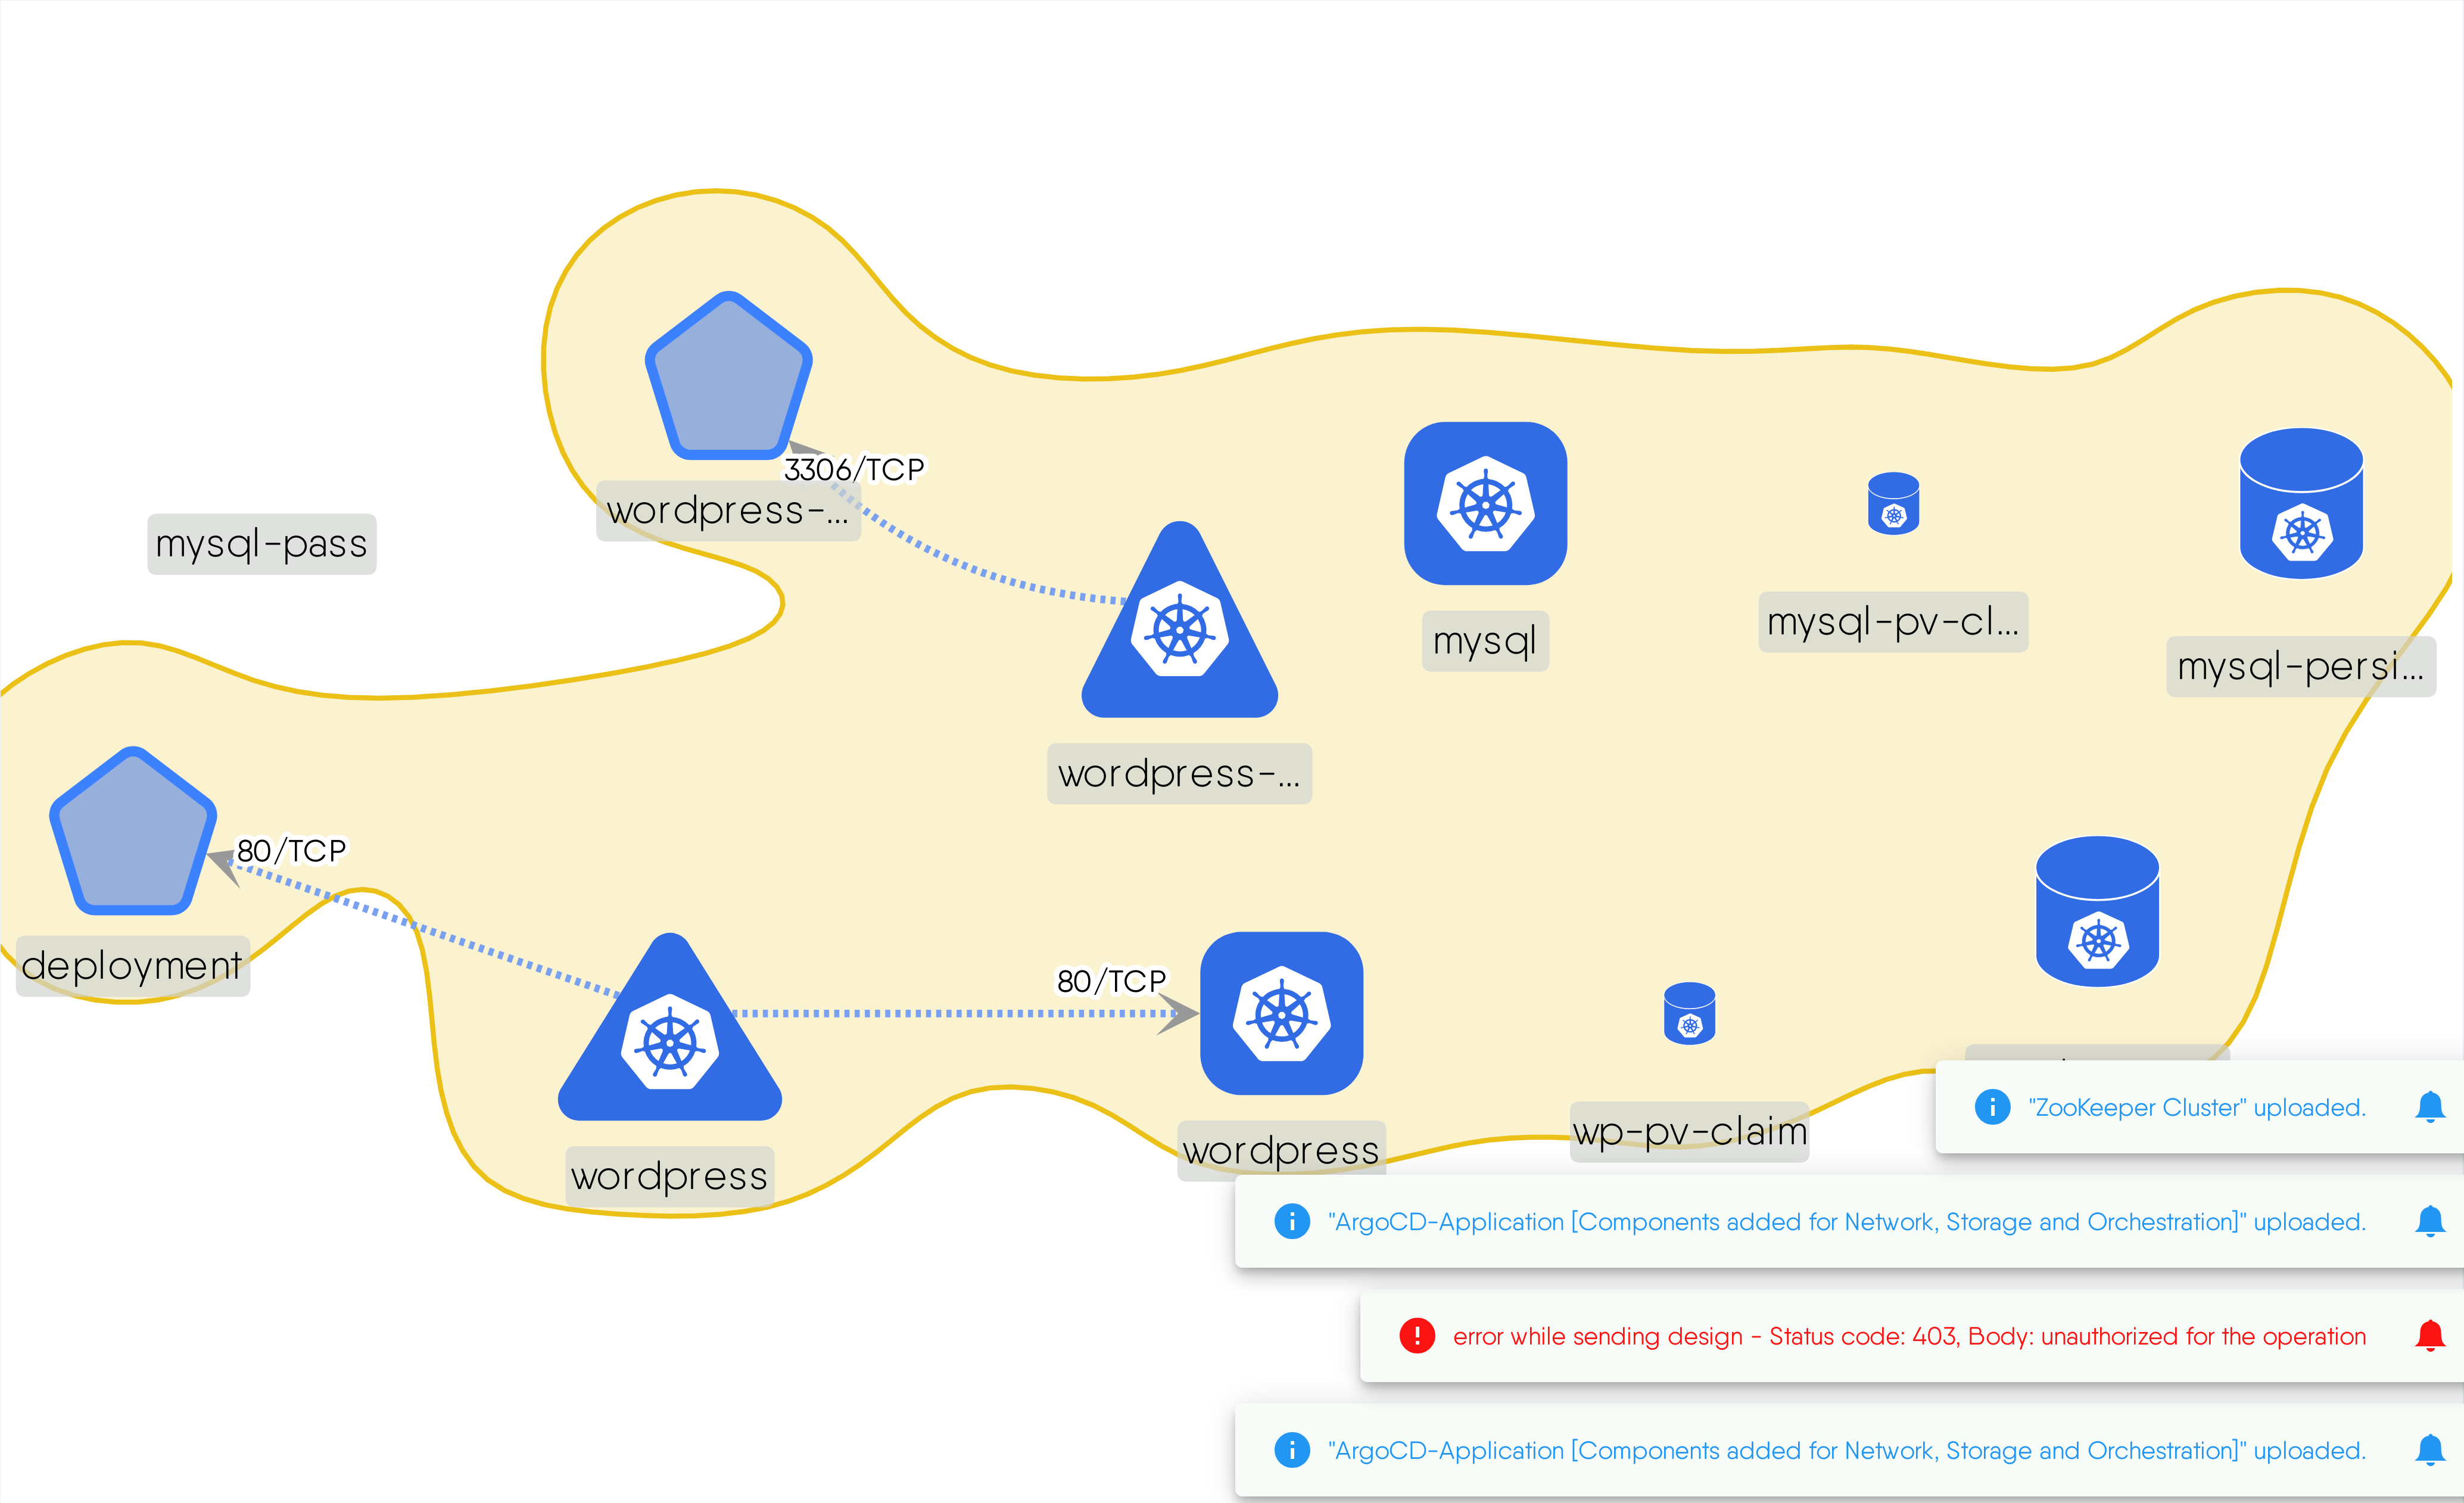 3306/TCP
wordpress-...
mysql-pass
mysql
mysql-pv-cl...
mysql-persi...
wordpress-...
80/TCP
deployment
80/TCP
wordpress
wp-pv-claim
wordpress
"ZooKeeper Cluster" uploaded.
"ArgoCD-Application [Components added for Network, Storage and Orchestration]" uploaded.
error while sending design - Status code: 403, Body: unauthorized for the operation
"ArgoCD-Application [Components added for Network, Storage and Orchestration]" uploaded.